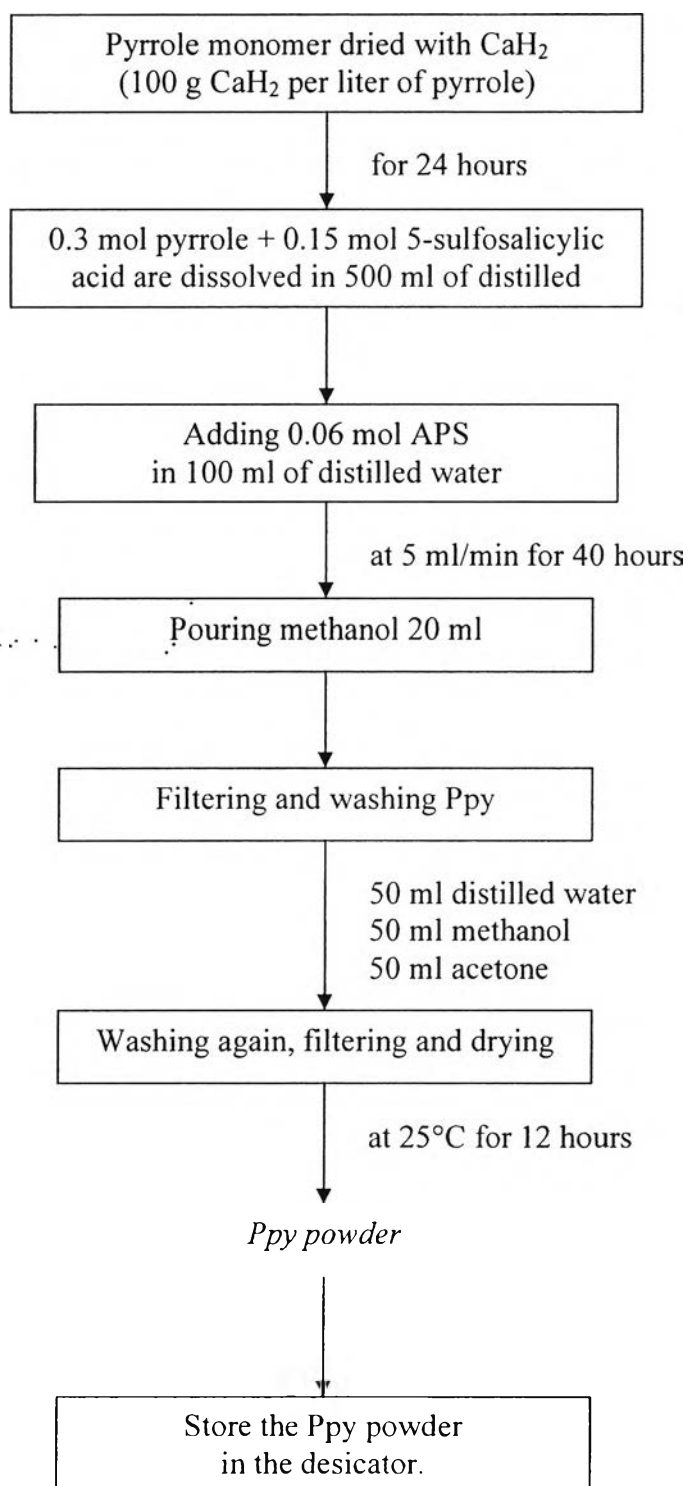 Pyrrole monomer dried with CaH₂
(100 g CaH₂ per liter of pyrrole)
for 24 hours
0.3 mol pyrrole + 0.15 mol 5-sulfosalicylic
acid are dissolved in 500 ml of distilled
Adding 0.06 mol APS
in 100 ml of distilled water
at 5 ml/min for 40 hours
Pouring methanol 20 ml
Filtering and washing Ppy
50 ml distilled water
50 ml methanol
50 ml acetone
Washing again, filtering and drying
at 25°C for 12 hours
Ppy powder
Store the Ppy powder
in the desicator.